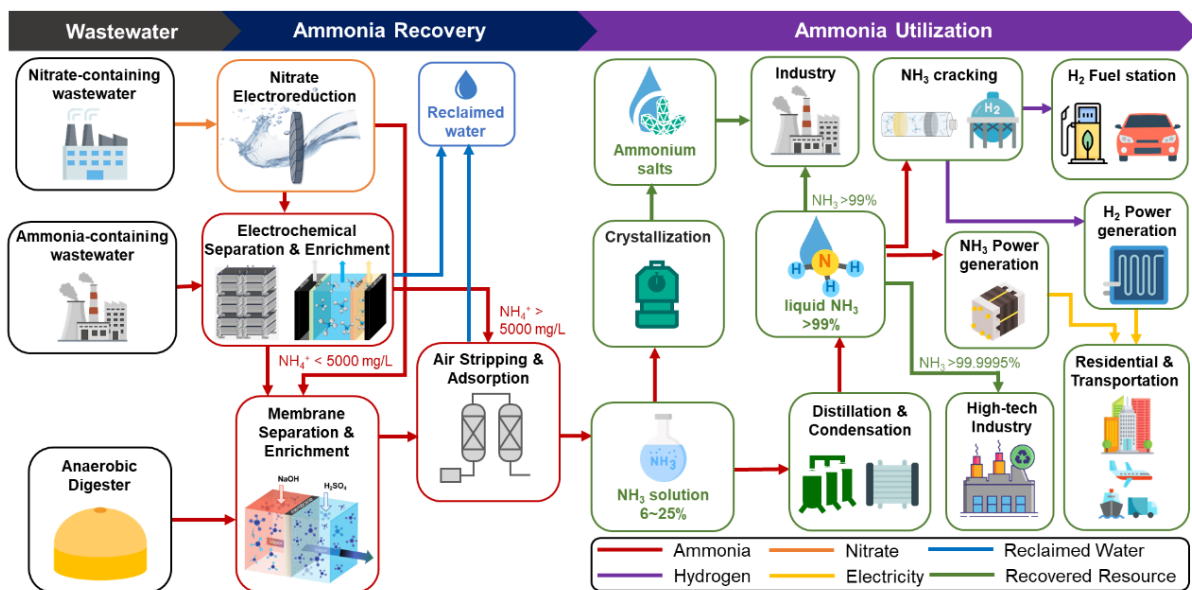 Wastewater
Ammonia Recovery
Ammonia Utilization
Nitrate-containing
wastewater
Nitrate
Electroreduction
Reclaimed
water
Ammonium
salts
Industry
NH₃ cracking
H₂
H₂ Fuel station
Ammonia-containing
wastewater
Electrochemical
Separation & Enrichment
NH₄⁺ >
5000 mg/L
NH₄⁺ < 5000 mg/L
Crystallization
NH₃ >99%
N
H
H
H
liquid NH₃
>99%
NH₃ Power
generation
H₂ Power
generation
NH₃ >99.9995%
Anaerobic
Digester
Membrane
Separation &
Enrichment
NaOH
H₂SO₄
Air Stripping &
Adsorption
NH₃
NH₃ solution
6~25%
Distillation &
Condensation
High-tech
Industry
Residential &
Transportation
Ammonia
Nitrate
Reclaimed Water
Hydrogen
Electricity
Recovered Resource